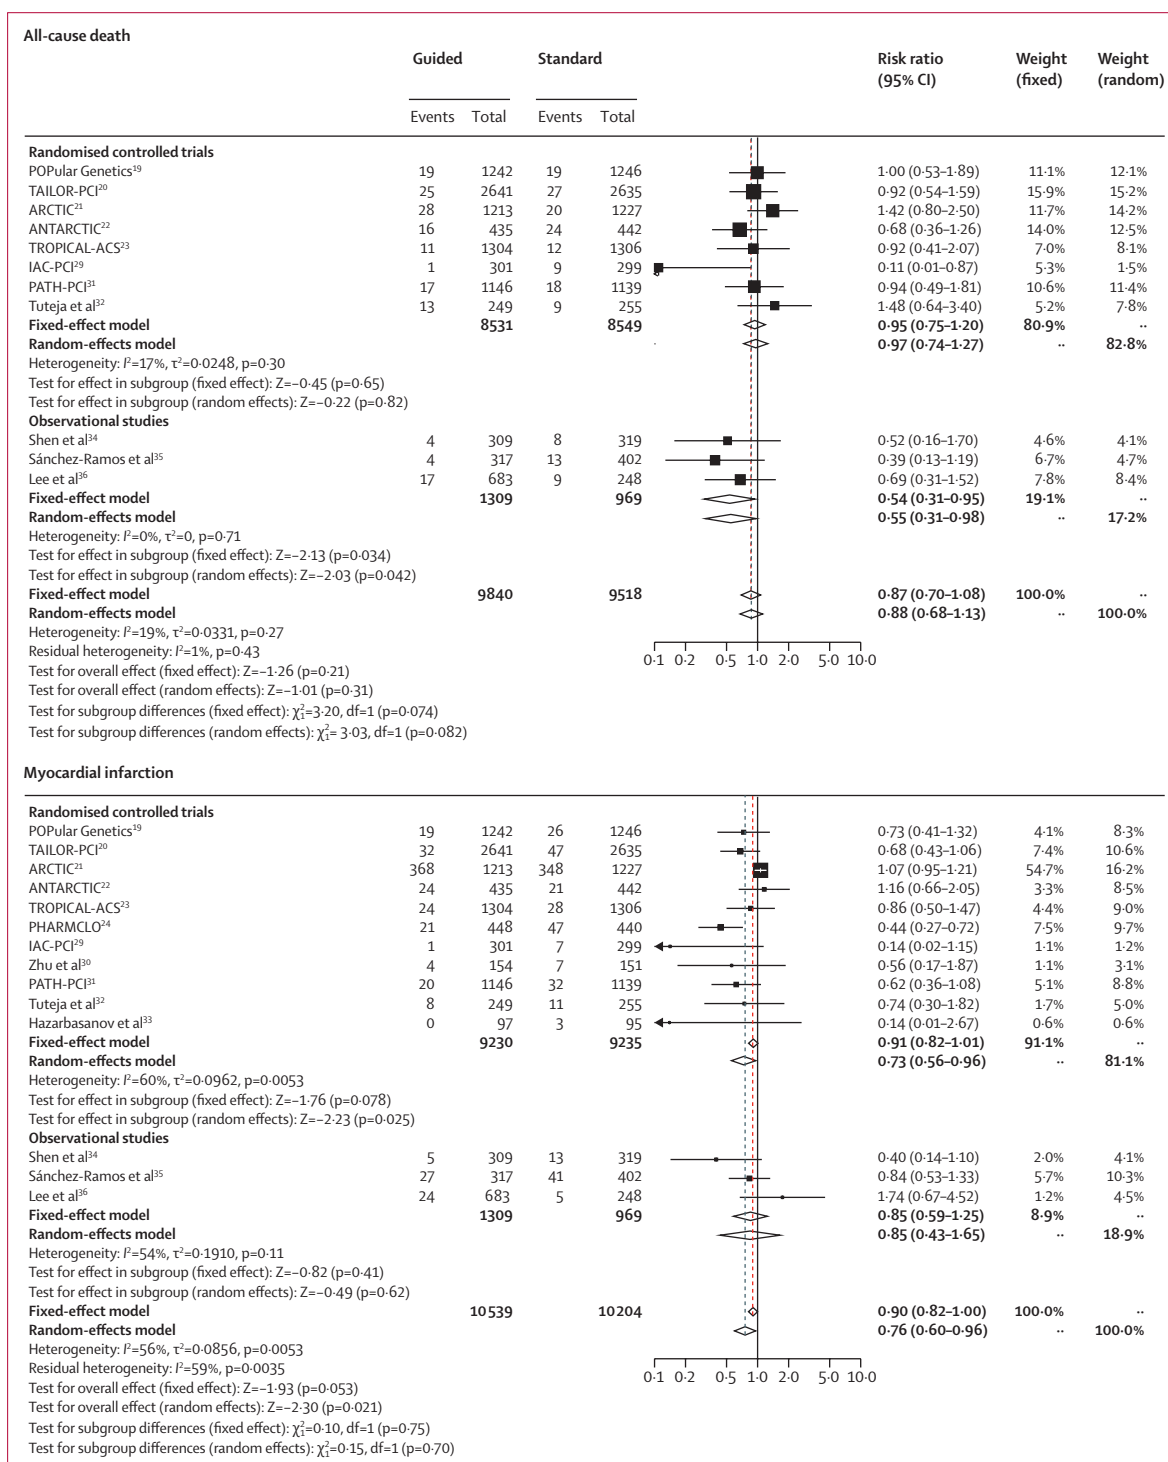 All-cause death
Guided Standard Risk ratio (95% CI) Weight (fixed) Weight (random)
Events Total Events Total
Randomised controlled trials
POPular Genetics¹⁹ 19 1242 19 1246 1·00 (0·53–1·89) 11·1% 12·1%
TAILOR-PCI²⁰ 25 2641 27 2635 0·92 (0·54–1·59) 15·9% 15·2%
ARCTIC²¹ 28 1213 20 1227 1·42 (0·80–2·50) 11·7% 14·2%
ANTARCTIC²² 16 435 24 442 0·68 (0·36–1·26) 14·0% 12·5%
TROPICAL-ACS²³ 11 1304 12 1306 0·92 (0·41–2·07) 7·0% 8·1%
IAC-PCI²⁹ 1 301 9 299 0·11 (0·01–0·87) 5·3% 1·5%
PATH-PCI³¹ 17 1146 18 1139 0·94 (0·49–1·81) 10·6% 11·4%
Tuteja et al³² 13 249 9 255 1·48 (0·64–3·40) 5·2% 7·8%
Fixed-effect model 8531 8549 0·95 (0·75–1·20) 80·9% ··
Random-effects model 0·97 (0·74–1·27) ·· 82·8%
Heterogeneity: I²=17%, τ²=0·0248, p=0·30
Test for effect in subgroup (fixed effect): Z=–0·45 (p=0·65)
Test for effect in subgroup (random effects): Z=–0·22 (p=0·82)
Observational studies
Shen et al³⁴ 4 309 8 319 0·52 (0·16–1·70) 4·6% 4·1%
Sánchez-Ramos et al³⁵ 4 317 13 402 0·39 (0·13–1·19) 6·7% 4·7%
Lee et al³⁶ 17 683 9 248 0·69 (0·31–1·52) 7·8% 8·4%
Fixed-effect model 1309 969 0·54 (0·31–0·95) 19·1% ··
Random-effects model 0·55 (0·31–0·98) ·· 17·2%
Heterogeneity: I²=0%, τ²=0, p=0·71
Test for effect in subgroup (fixed effect): Z=–2·13 (p=0·034)
Test for effect in subgroup (random effects): Z=–2·03 (p=0·042)
Fixed-effect model 9840 9518 0·87 (0·70–1·08) 100·0% ··
Random-effects model 0·88 (0·68–1·13) ·· 100·0%
Heterogeneity: I²=19%, τ²=0·0331, p=0·27
Residual heterogeneity: I²=1%, p=0·43
0·1 0·2 0·5 1·0 2·0 5·0 10·0
Test for overall effect (fixed effect): Z=–1·26 (p=0·21)
Test for overall effect (random effects): Z=–1·01 (p=0·31)
Test for subgroup differences (fixed effect): χ²₁=3·20, df=1 (p=0·074)
Test for subgroup differences (random effects): χ²₁= 3·03, df=1 (p=0·082)
Myocardial infarction
Randomised controlled trials
POPular Genetics¹⁹ 19 1242 26 1246 0·73 (0·41–1·32) 4·1% 8·3%
TAILOR-PCI²⁰ 32 2641 47 2635 0·68 (0·43–1·06) 7·4% 10·6%
ARCTIC²¹ 368 1213 348 1227 1·07 (0·95–1·21) 54·7% 16·2%
ANTARCTIC²² 24 435 21 442 1·16 (0·66–2·05) 3·3% 8·5%
TROPICAL-ACS²³ 24 1304 28 1306 0·86 (0·50–1·47) 4·4% 9·0%
PHARMCLO²⁴ 21 448 47 440 0·44 (0·27–0·72) 7·5% 9·7%
IAC-PCI²⁹ 1 301 7 299 0·14 (0·02–1·15) 1·1% 1·2%
Zhu et al³⁰ 4 154 7 151 0·56 (0·17–1·87) 1·1% 3·1%
PATH-PCI³¹ 20 1146 32 1139 0·62 (0·36–1·08) 5·1% 8·8%
Tuteja et al³² 8 249 11 255 0·74 (0·30–1·82) 1·7% 5·0%
Hazarbasanov et al³³ 0 97 3 95 0·14 (0·01–2·67) 0·6% 0·6%
Fixed-effect model 9230 9235 0·91 (0·82–1·01) 91·1% ··
Random-effects model 0·73 (0·56–0·96) ·· 81·1%
Heterogeneity: I²=60%, τ²=0·0962, p=0·0053
Test for effect in subgroup (fixed effect): Z=–1·76 (p=0·078)
Test for effect in subgroup (random effects): Z=–2·23 (p=0·025)
Observational studies
Shen et al³⁴ 5 309 13 319 0·40 (0·14–1·10) 2·0% 4·1%
Sánchez-Ramos et al³⁵ 27 317 41 402 0·84 (0·53–1·33) 5·7% 10·3%
Lee et al³⁶ 24 683 5 248 1·74 (0·67–4·52) 1·2% 4·5%
Fixed-effect model 1309 969 0·85 (0·59–1·25) 8·9% ··
Random-effects model 0·85 (0·43–1·65) ·· 18·9%
Heterogeneity: I²=54%, τ²=0·1910, p=0·11
Test for effect in subgroup (fixed effect): Z=–0·82 (p=0·41)
Test for effect in subgroup (random effects): Z=–0·49 (p=0·62)
Fixed-effect model 10539 10204 0·90 (0·82–1·00) 100·0% ··
Random-effects model 0·76 (0·60–0·96) ·· 100·0%
Heterogeneity: I²=56%, τ²=0·0856, p=0·0053
Residual heterogeneity: I²=59%, p=0·0035
0·1 0·2 0·5 1·0 2·0 5·0 10·0
Test for overall effect (fixed effect): Z=–1·93 (p=0·053)
Test for overall effect (random effects): Z=–2·30 (p=0·021)
Test for subgroup differences (fixed effect): χ²₁=0·10, df=1 (p=0·75)
Test for subgroup differences (random effects): χ²₁=0·15, df=1 (p=0·70)